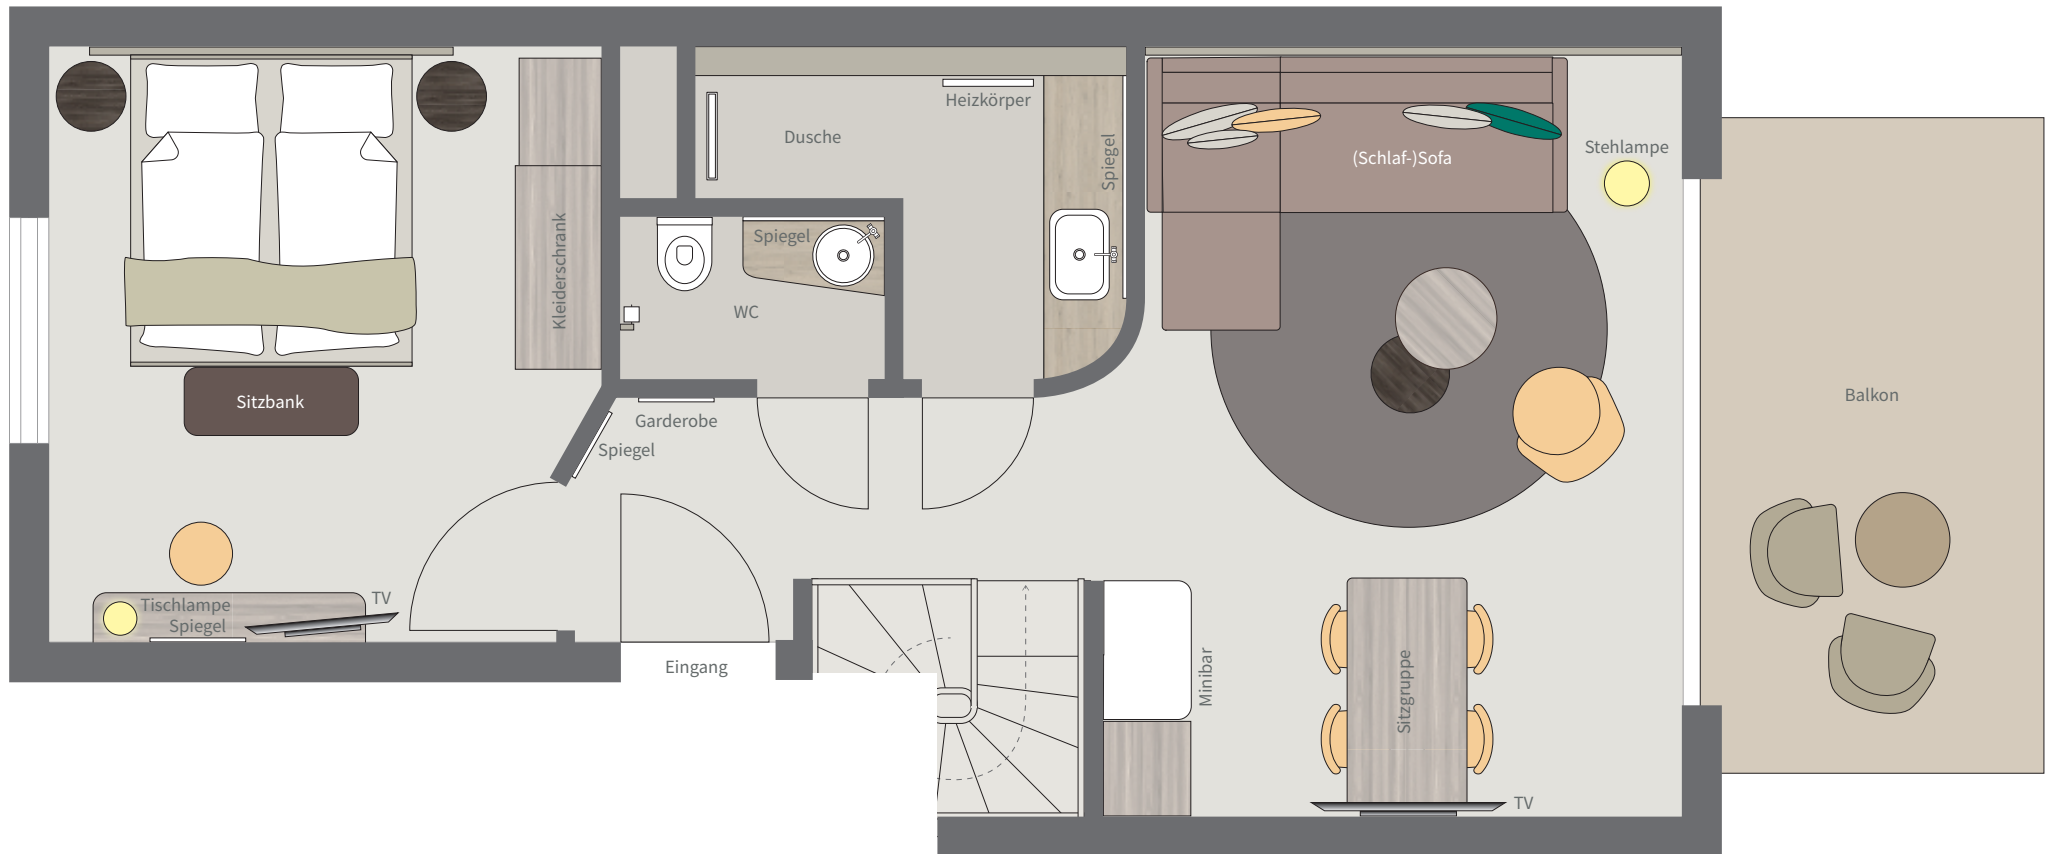 Heizkörper
Dusche
Spiegel
(Schlaf-)Sofa
Stehlampe
Kleiderschrank
Spiegel
WC
Sitzbank
Garderobe
Spiegel
Balkon
Tischlampe
Spiegel
TV
Eingang
Minibar
Sitzgruppe
TV